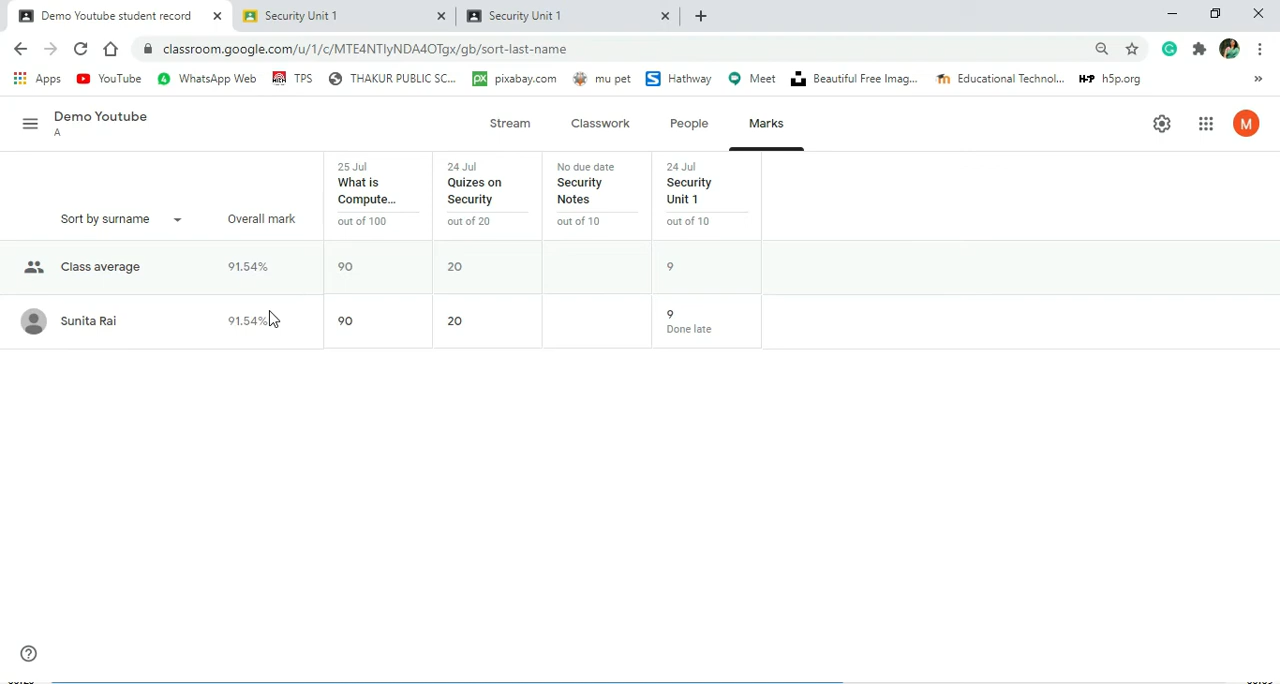 Demo Youtube student record
Security Unit 1
Security Unit 1
classroom.google.com/u/1/c/MTE4NTIyNDA4OTgx/gb/sort-last-name
Apps YouTube WhatsApp Web TPS THAKUR PUBLIC SC... pixabay.com mu pet Hathway Meet Beautiful Free Imag... Educational Technol... H5P h5p.org »
Demo Youtube
A
Stream Classwork People Marks
M
Sort by surname Overall mark
25 Jul
What is
Compute...
out of 100
24 Jul
Quizes on
Security
out of 20
No due date
Security
Notes
out of 10
24 Jul
Security
Unit 1
out of 10
Class average 91.54% 90 20 9
Sunita Rai 91.54% 90 20 9
Done late